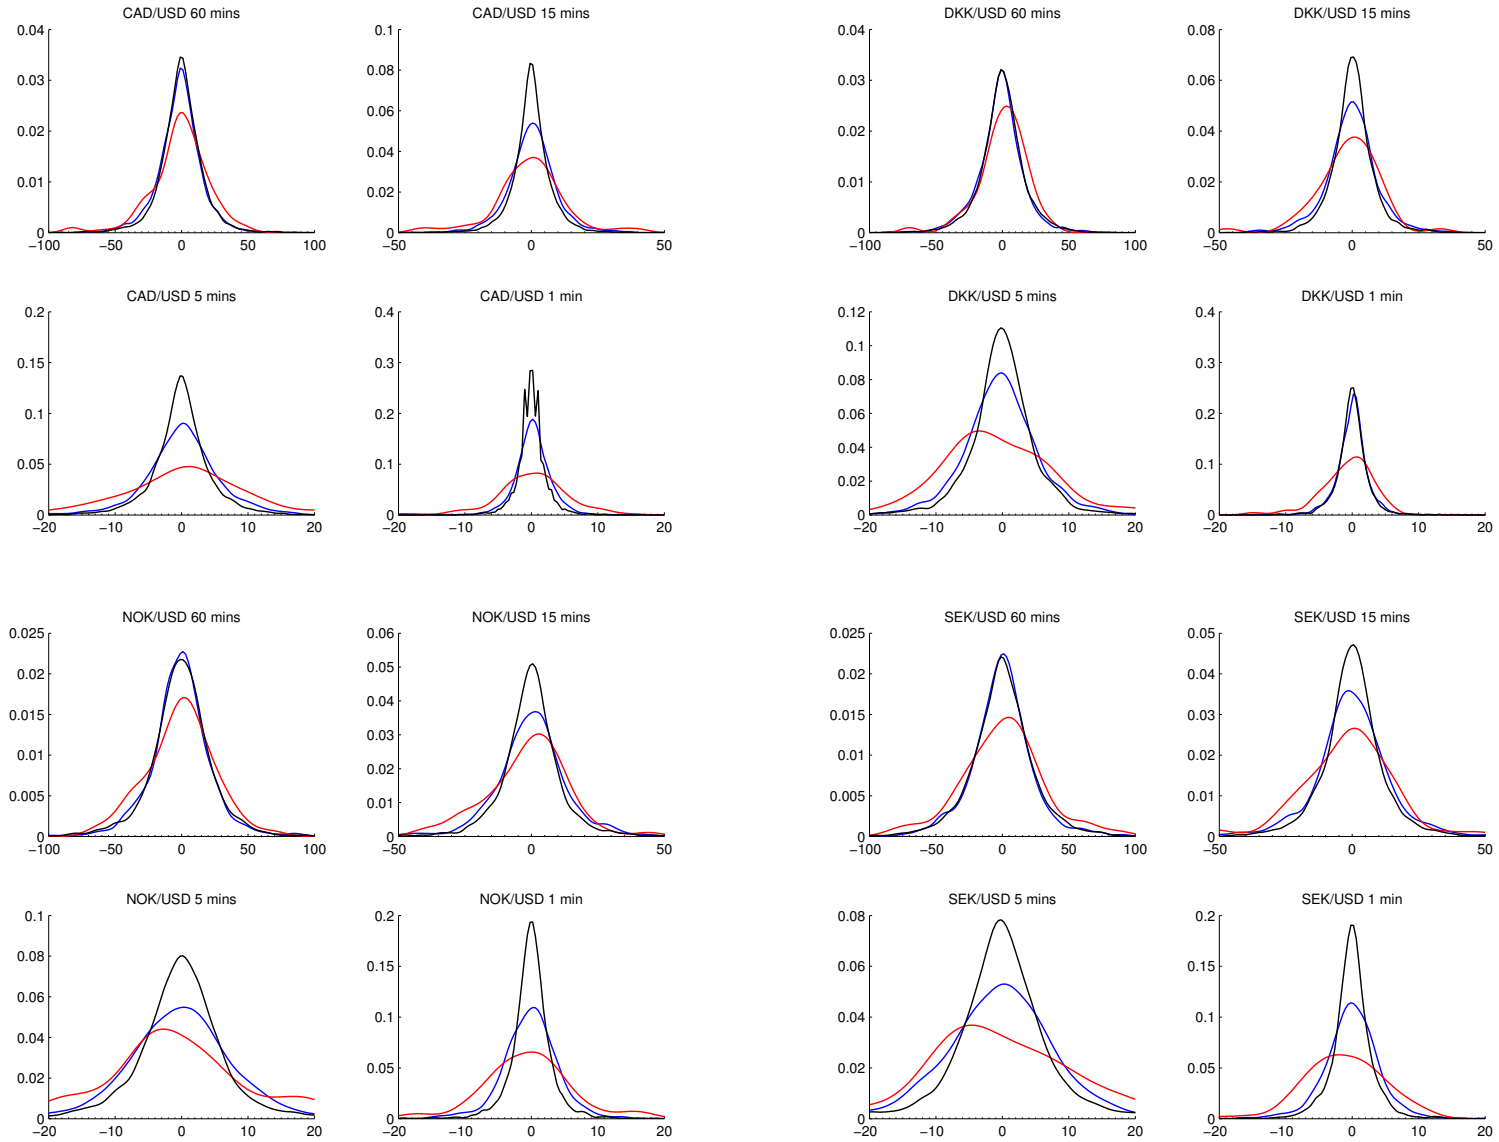 CAD/USD 60 mins
0.04
0.03
0.02
0.01
0
−100 −50 0 50 100
CAD/USD 15 mins
0.1
0.08
0.06
0.04
0.02
0
−50 0 50
DKK/USD 60 mins
0.04
0.03
0.02
0.01
0
−100 −50 0 50 100
DKK/USD 15 mins
0.08
0.06
0.04
0.02
0
−50 0 50
CAD/USD 5 mins
0.2
0.15
0.1
0.05
0
−20 −10 0 10 20
CAD/USD 1 min
0.4
0.3
0.2
0.1
0
−20 −10 0 10 20
DKK/USD 5 mins
0.12
0.1
0.08
0.06
0.04
0.02
0
−20 −10 0 10 20
DKK/USD 1 min
0.4
0.3
0.2
0.1
0
−20 −10 0 10 20
NOK/USD 60 mins
0.025
0.02
0.015
0.01
0.005
0
−100 −50 0 50 100
NOK/USD 15 mins
0.06
0.05
0.04
0.03
0.02
0.01
0
−50 0 50
SEK/USD 60 mins
0.025
0.02
0.015
0.01
0.005
0
−100 −50 0 50 100
SEK/USD 15 mins
0.05
0.04
0.03
0.02
0.01
0
−50 0 50
NOK/USD 5 mins
0.1
0.08
0.06
0.04
0.02
0
−20 −10 0 10 20
NOK/USD 1 min
0.2
0.15
0.1
0.05
0
−20 −10 0 10 20
SEK/USD 5 mins
0.08
0.06
0.04
0.02
0
−20 −10 0 10 20
SEK/USD 1 min
0.2
0.15
0.1
0.05
0
−20 −10 0 10 20